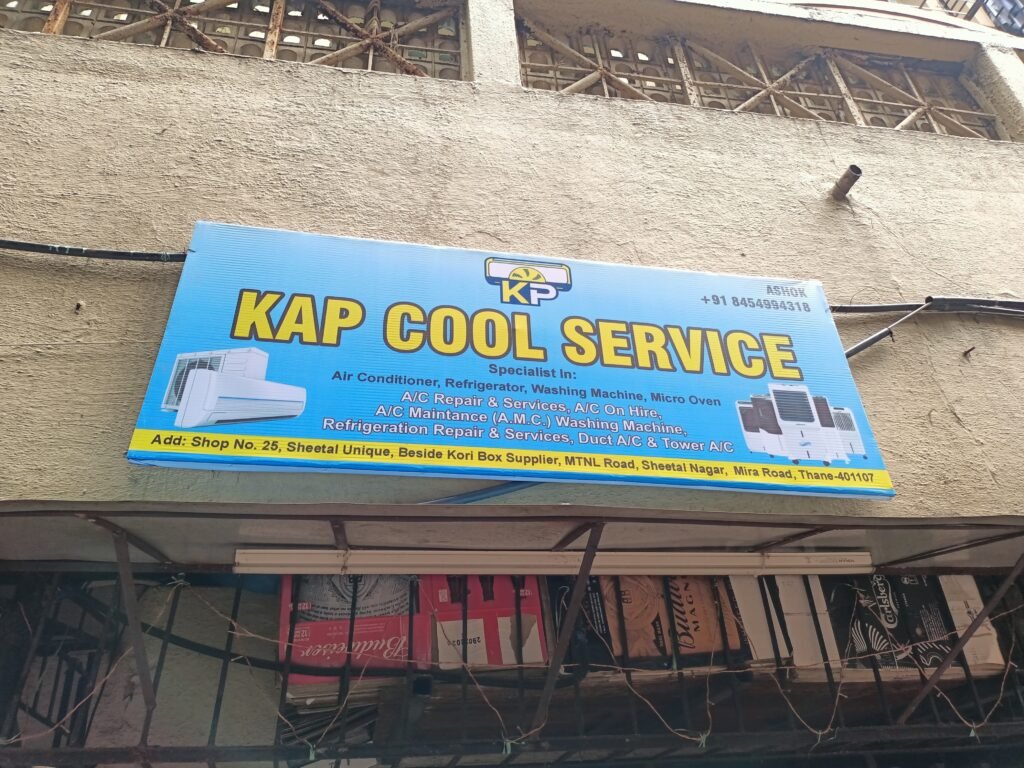 KP
ASHOK
+91 8454994318
KAP COOL SERVICE
Specialist In:
Air Conditioner, Refrigerator, Washing Machine, Micro Oven
A/C Repair & Services, A/C On Hire,
A/C Maintance (A.M.C.) Washing Machine,
Refrigeration Repair & Services, Duct A/C & Tower A/C
Add: Shop No. 25, Sheetal Unique, Beside Kori Box Supplier, MTNL Road, Sheetal Nagar, Mira Road, Thane-401107
Budweiser
Carlsberg